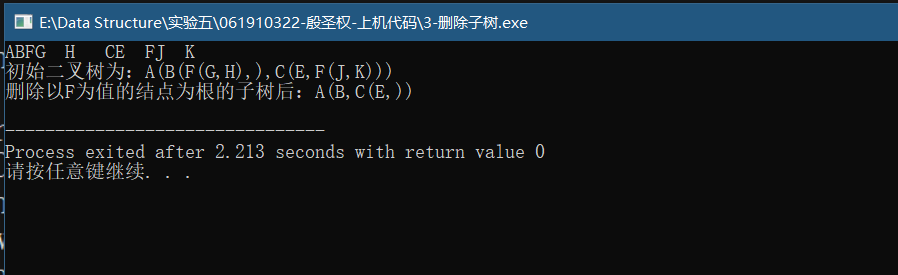 E:\Data Structure\实验五\061910322-殷圣权-上机代码\3-删除子树.exe
ABFG  H   CE  FJ  K
初始二叉树为：A(B(F(G,H),),C(E,F(J,K)))
删除以F为值的结点为根的子树后：A(B,C(E,))
--------------------------------
Process exited after 2.213 seconds with return value 0
请按任意键继续. . .